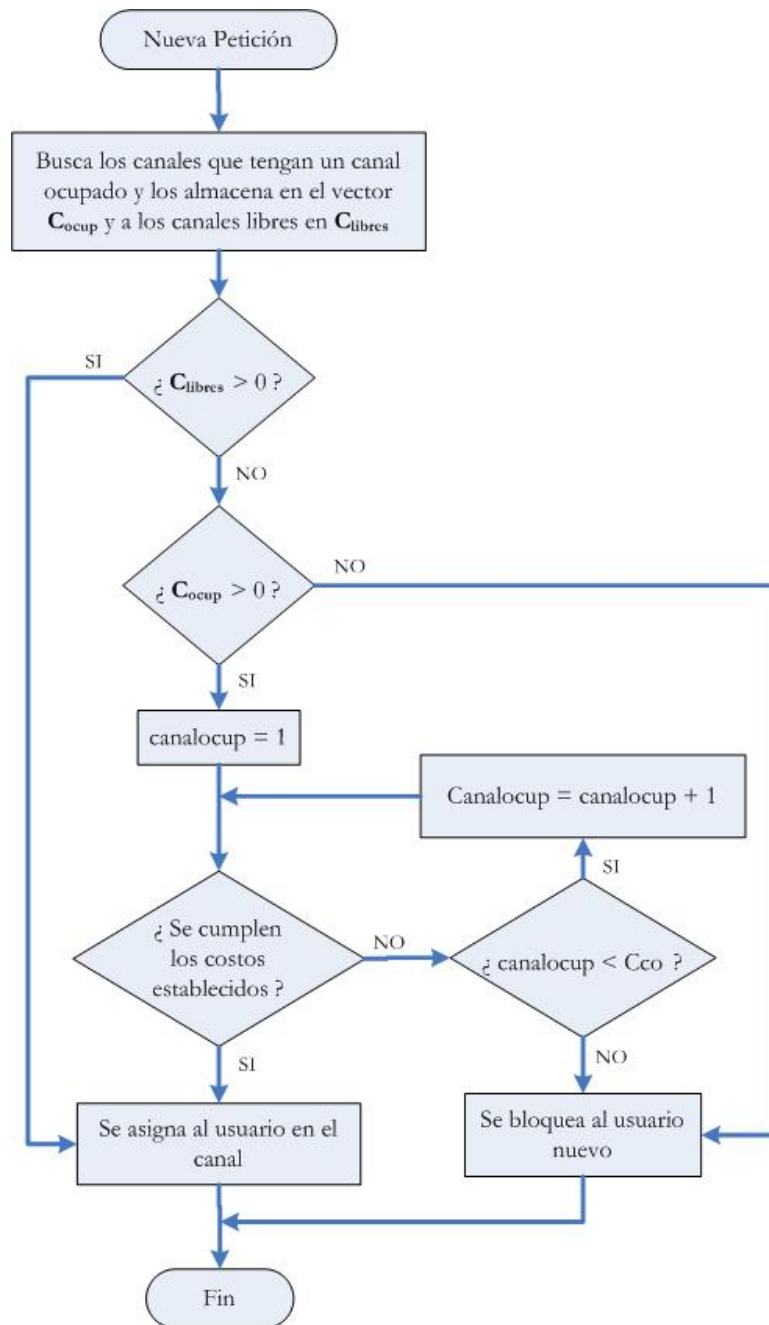 Nueva Petición
Busca los canales que tengan un canal
ocupado y los almacena en el vector
Cocup y a los canales libres en Clibres
SI
¿ Clibres > 0 ?
NO
¿ Cocup > 0 ?
NO
SI
canalocup = 1
Canalocup = canalocup + 1
SI
¿ Se cumplen
los costos
establecidos ?
NO
¿ canalocup < Cco ?
SI
NO
Se asigna al usuario en el
canal
Se bloquea al usuario
nuevo
Fin